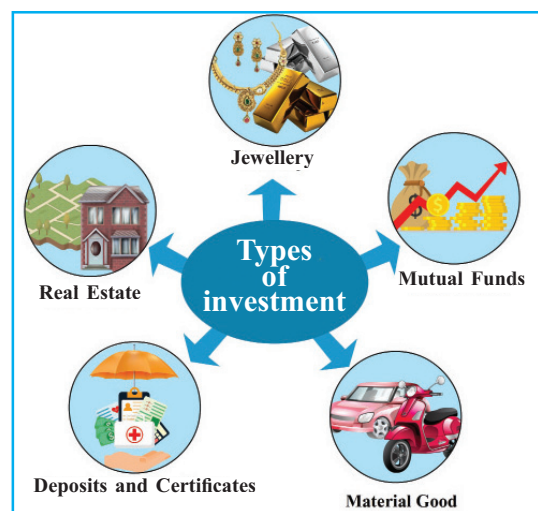 Jewellery
Real Estate
Types
of
investment
Mutual Funds
Deposits and Certificates
Material Good